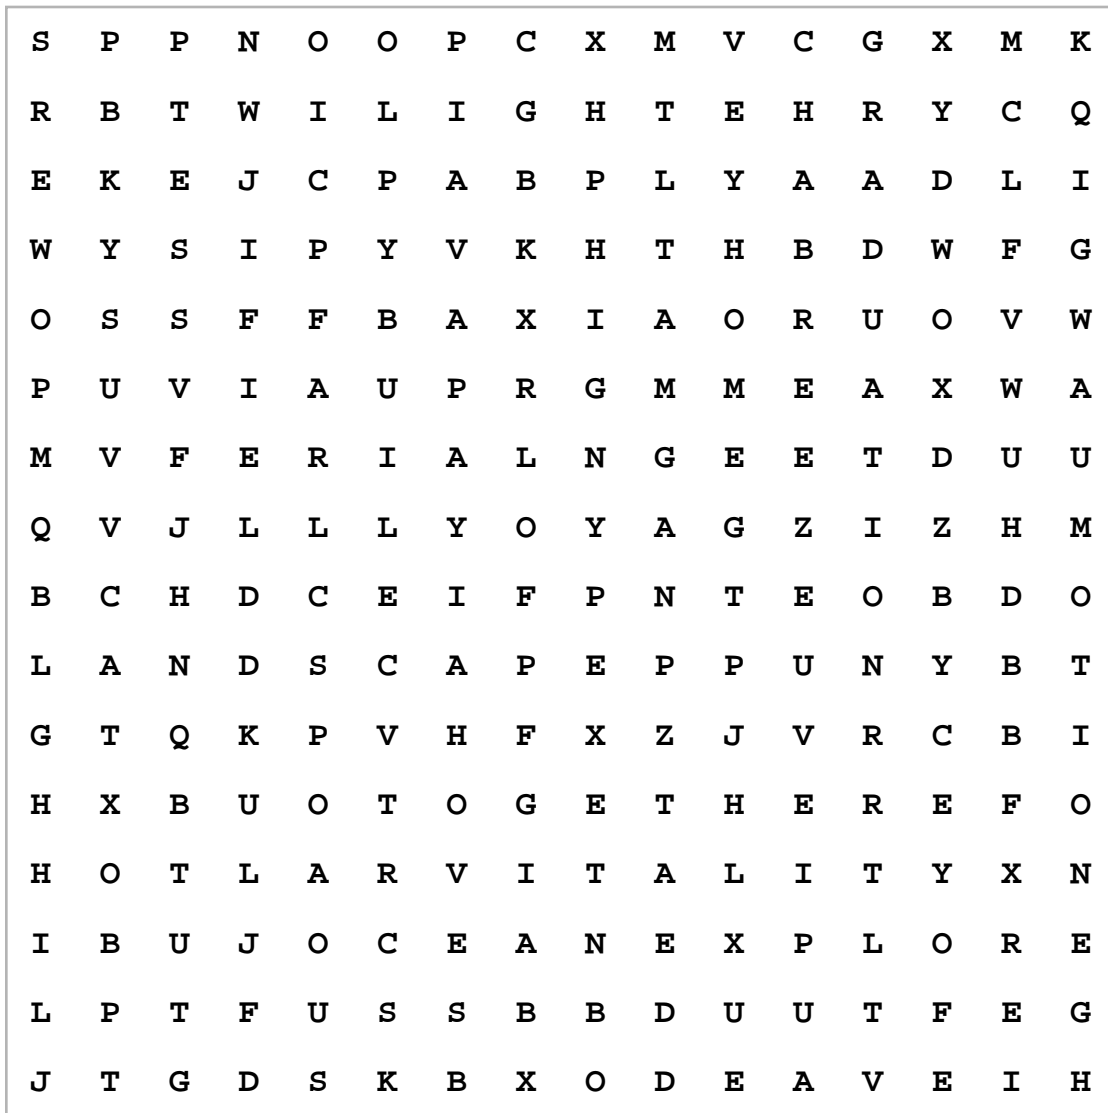 S P P N O O P C X M V C G X M K
R B T W I L I G H T E H R Y C Q
E K E J C P A B P L Y A A D L I
W Y S I P Y V K H T H B D W F G
O S S F F B A X I A O R U O V W
P U V I A U P R G M M E A X W A
M V F E R I A L N G E E T D U U
Q V J L L L Y O Y A G Z I Z H M
B C H D C E I F P N T E O B D O
L A N D S C A P E P P U N Y B T
G T Q K P V H F X Z J V R C B I
H X B U O T O G E T H E R E F O
H O T L A R V I T A L I T Y X N
I B U J O C E A N E X P L O R E
L P T F U S S B B D U U T F E G
J T G D S K B X O D E A V E I H